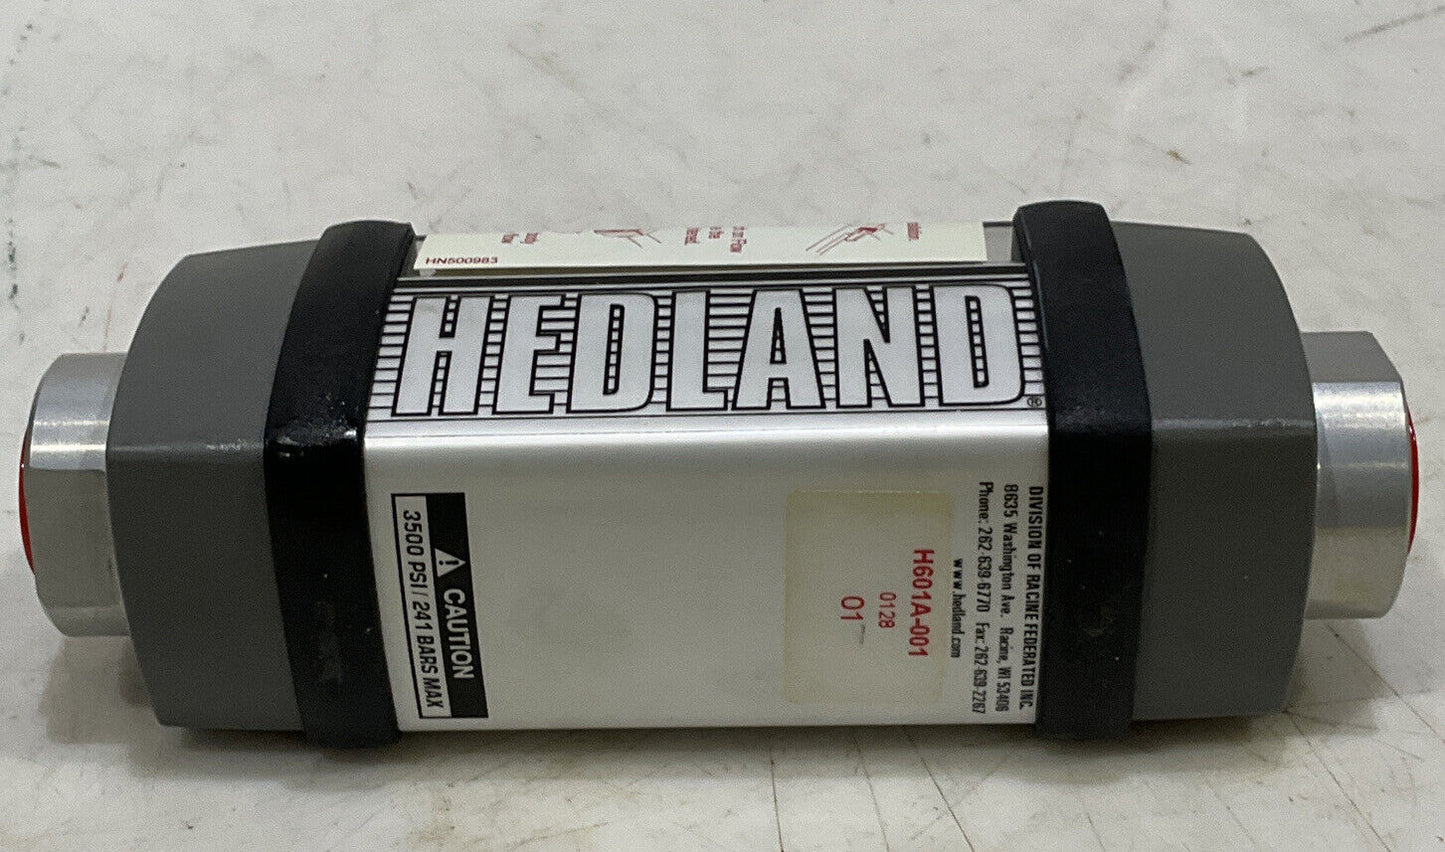 HN500983
HEDLAND®
DIVISION OF RACINE FEDERATED INC.
8635 Washington Ave. Racine, WI 53406
Phone: 262-639-6770 Fax: 262-639-2267
www.hedland.com
H601A-001
0128
01
CAUTION
3500 PSI / 241 BARS MAX